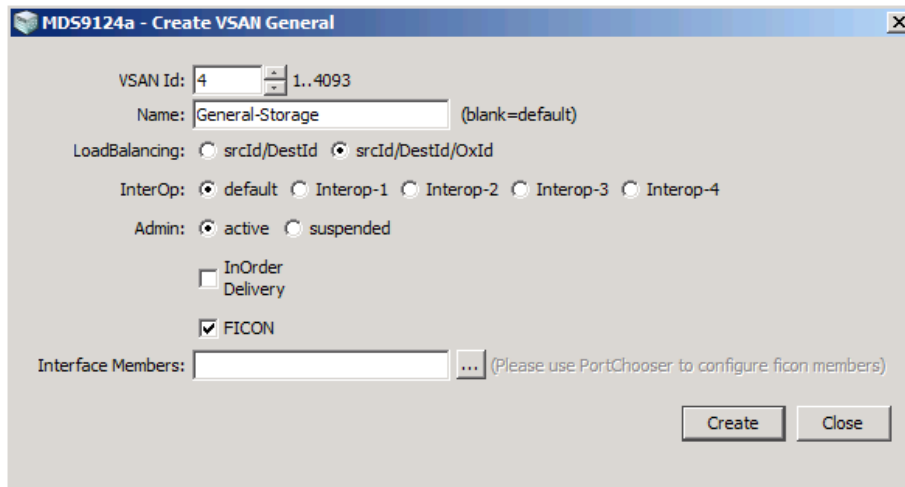 MDS9124a - Create VSAN General
VSAN Id: 4 1..4093
Name: General-Storage (blank=default)
LoadBalancing: srcId/DestId srcId/DestId/OxId
InterOp: default Interop-1 Interop-2 Interop-3 Interop-4
Admin: active suspended
InOrder
Delivery
FICON
Interface Members: ... (Please use PortChooser to configure ficon members)
Create Close